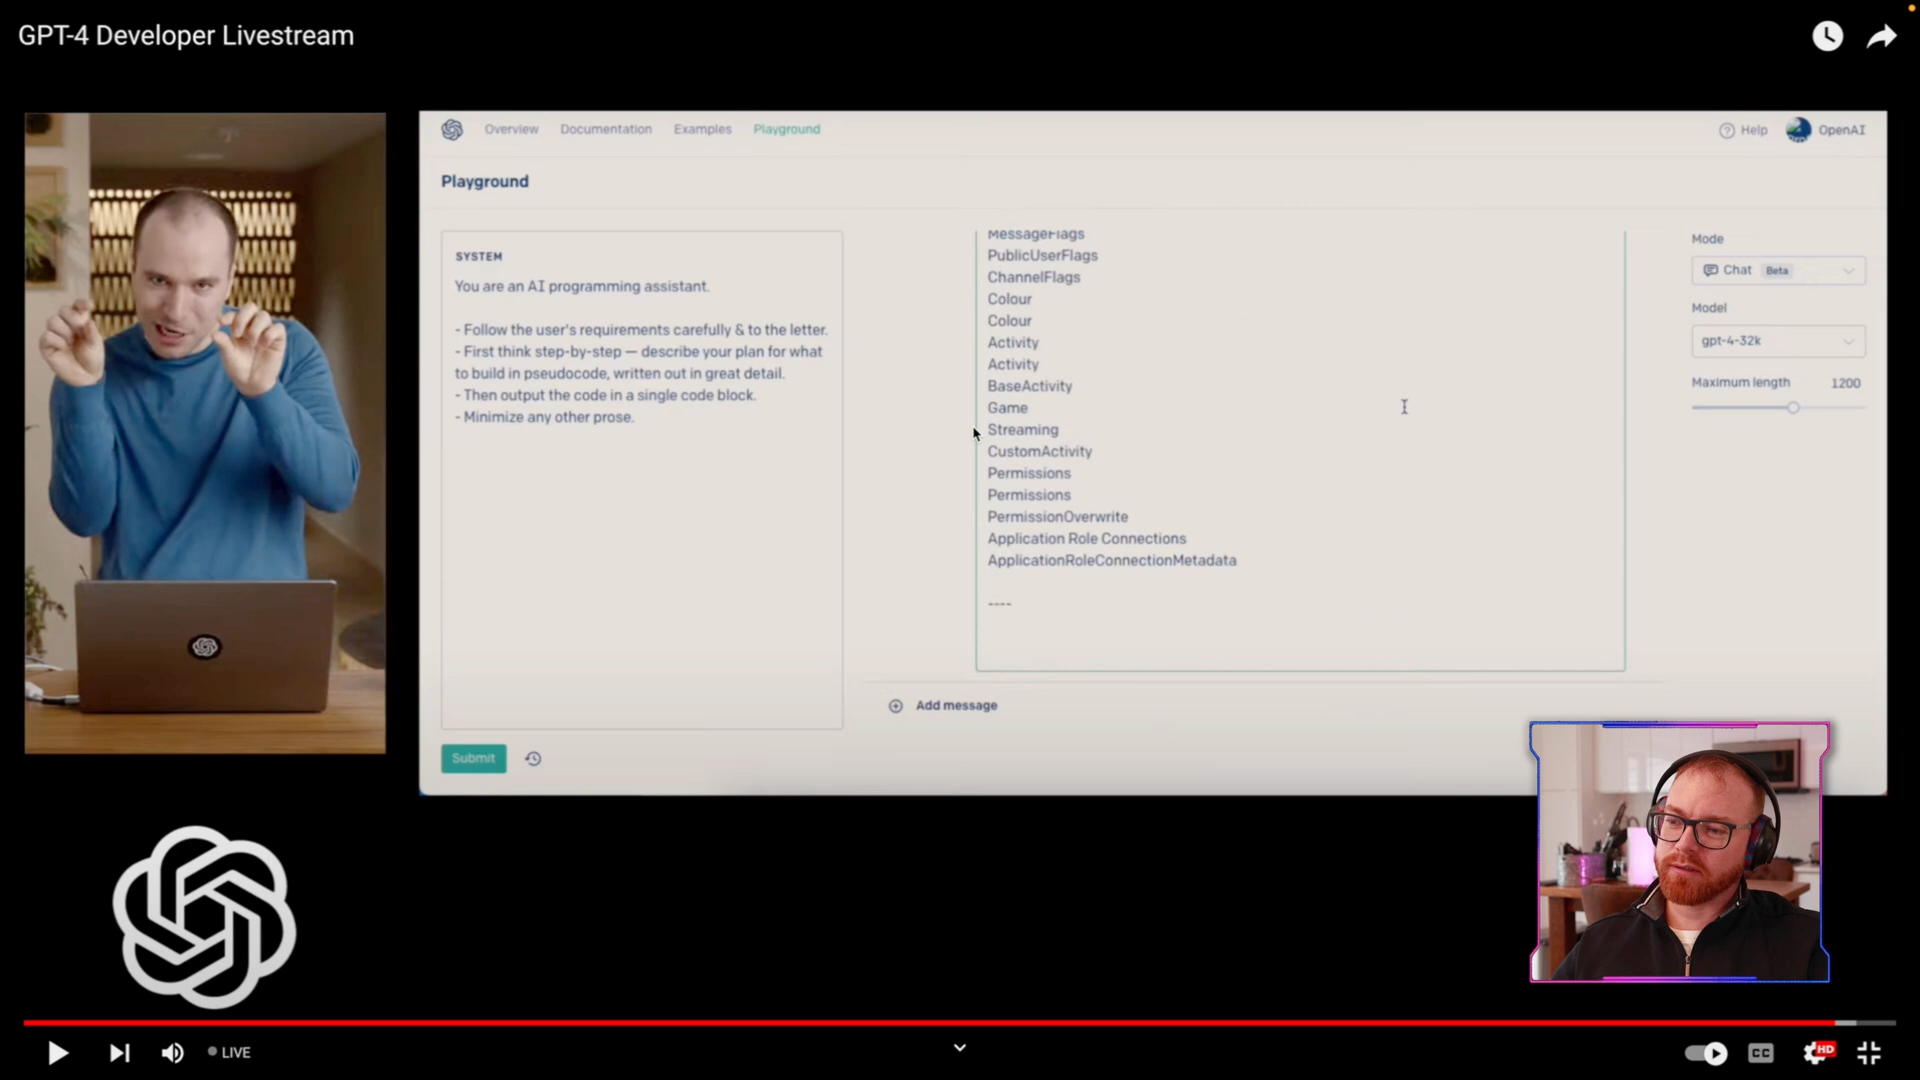 GPT-4 Developer Livestream
Overview Documentation Examples Playground
Help OpenAI
Playground
SYSTEM
You are an AI programming assistant.
- Follow the user's requirements carefully & to the letter.
- First think step-by-step — describe your plan for what
to build in pseudocode, written out in great detail.
- Then output the code in a single code block.
- Minimize any other prose.
MessageFlags
PublicUserFlags
ChannelFlags
Colour
Colour
Activity
Activity
BaseActivity
Game
Streaming
CustomActivity
Permissions
Permissions
PermissionOverwrite
Application Role Connections
ApplicationRoleConnectionMetadata
----
Add message
Mode
Chat Beta
Model
gpt-4-32k
Maximum length 1200
Submit
LIVE
CC
HD